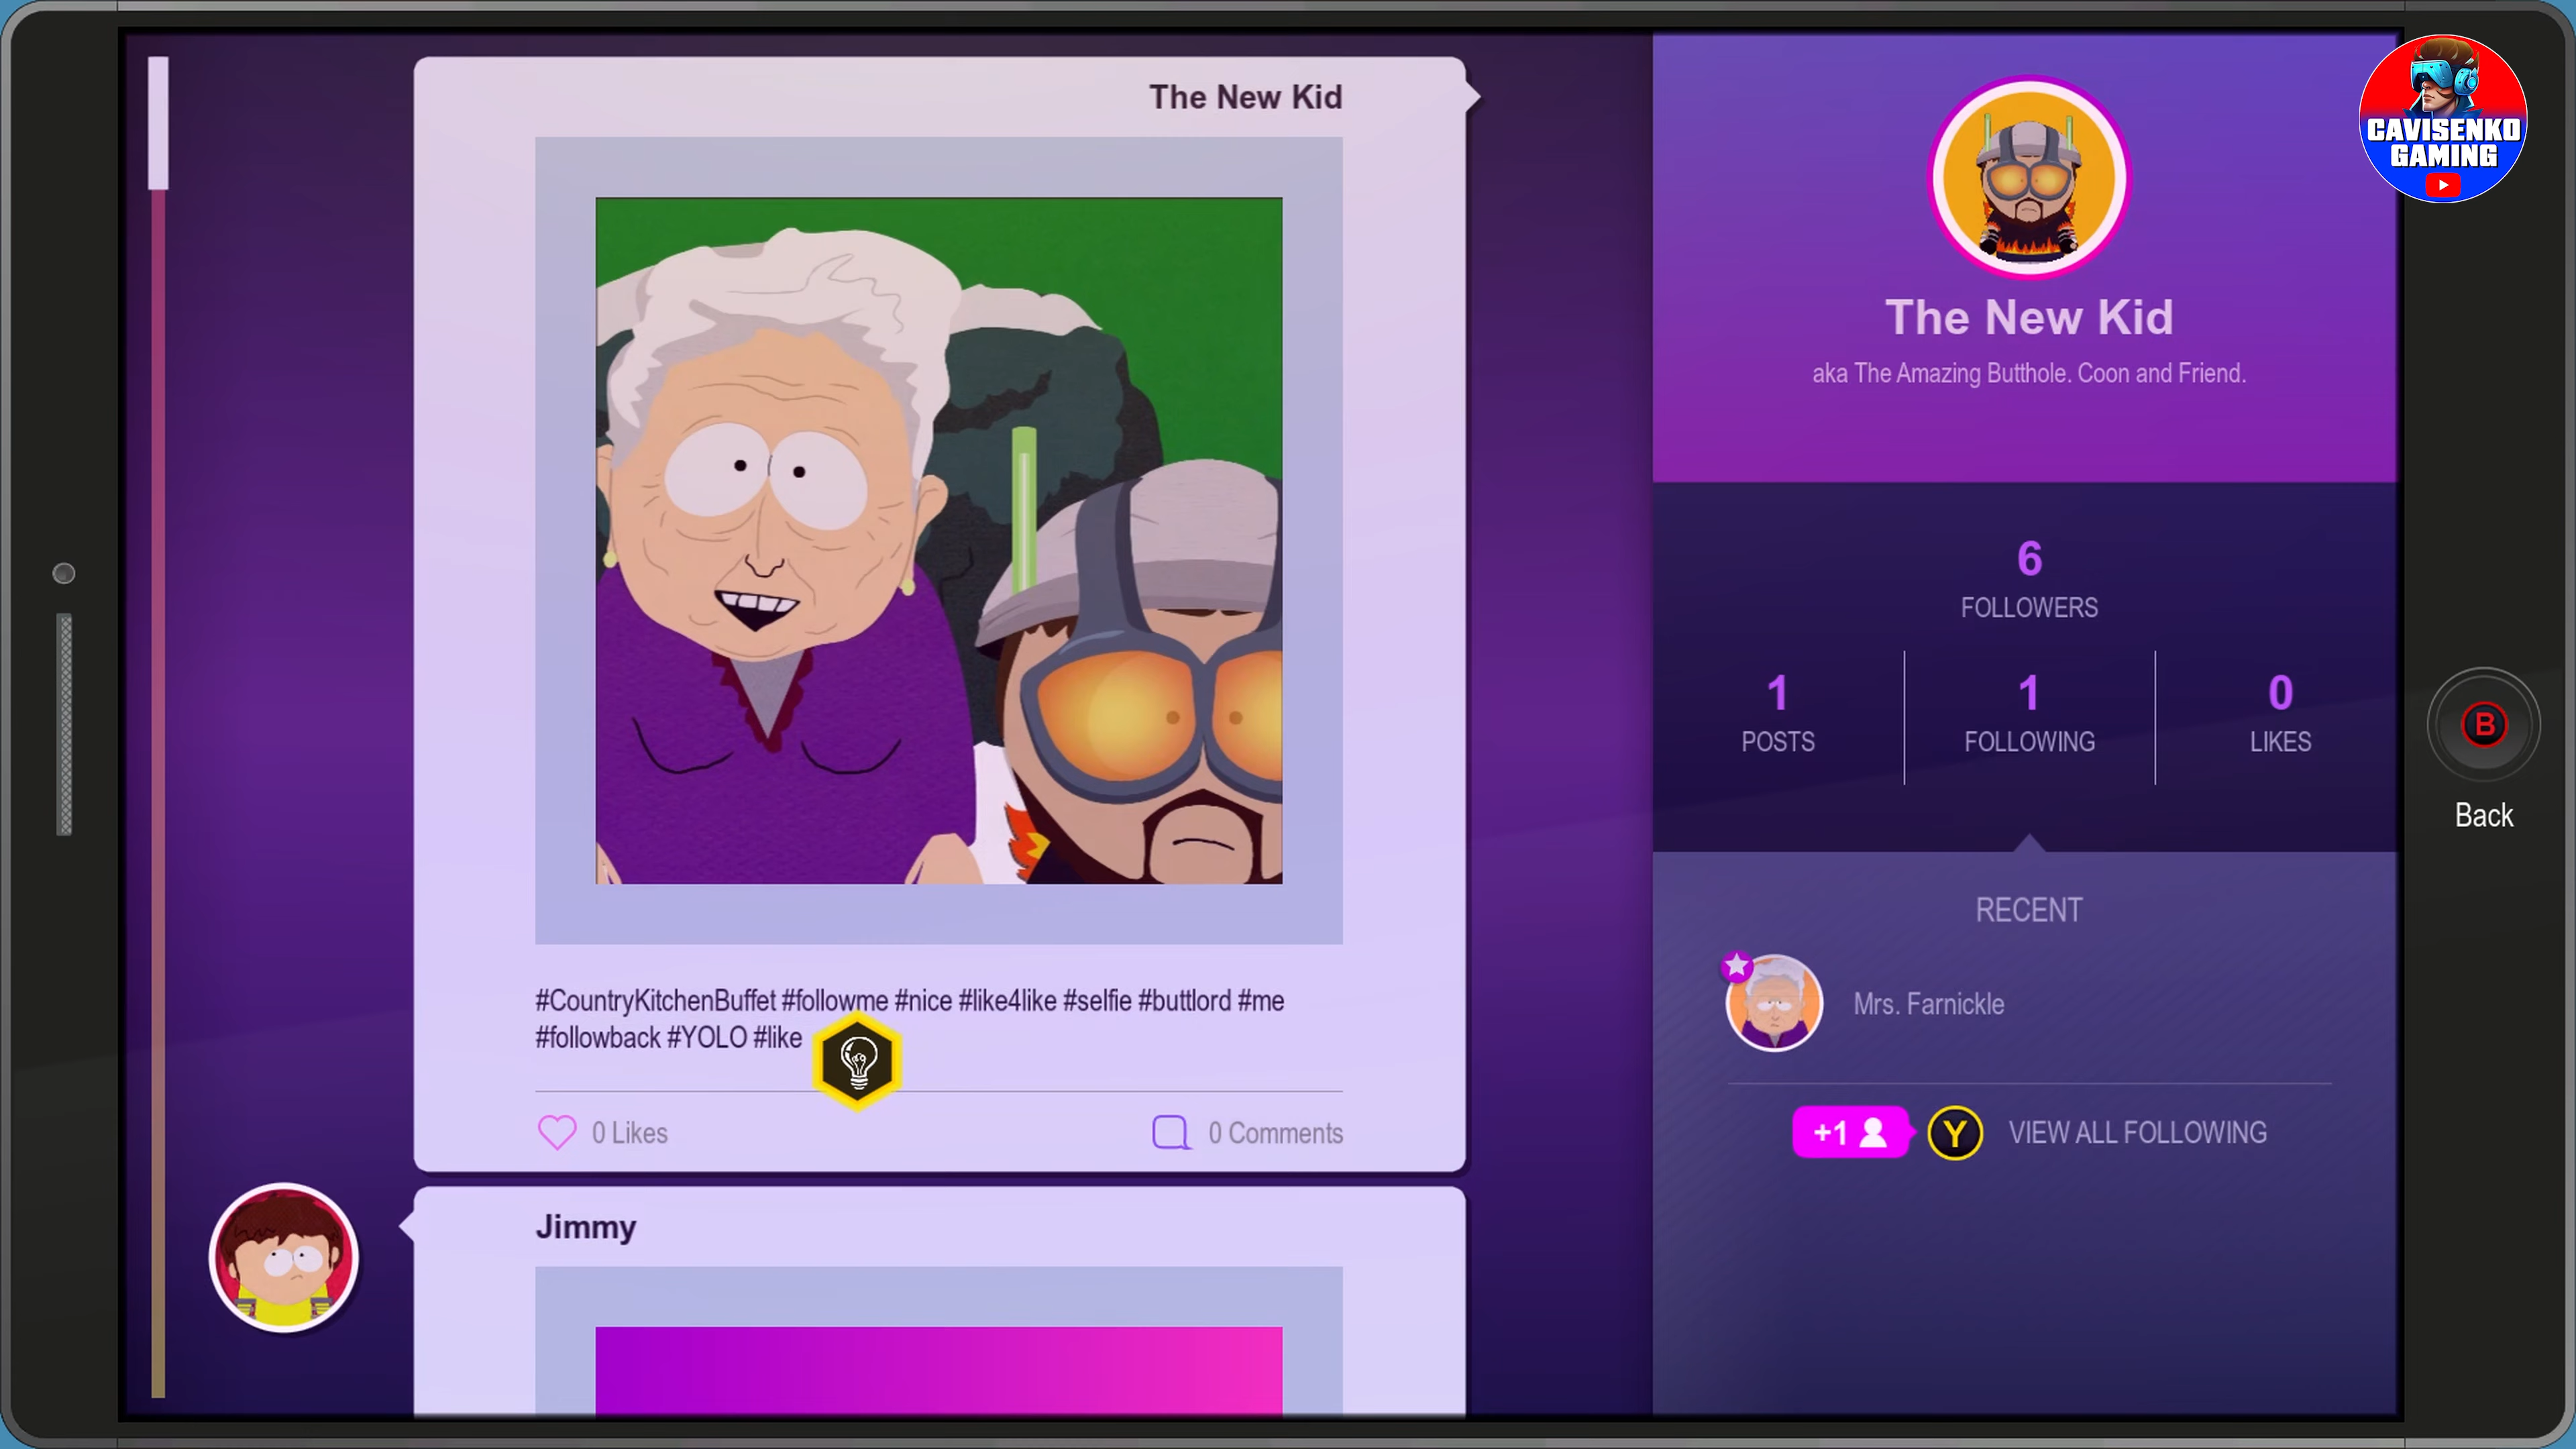 The New Kid
#CountryKitchenBuffet #followme #nice #like4like #selfie #buttlord #me
#followback #YOLO #like
0 Likes
0 Comments
Jimmy
CAVISENKO
GAMING
The New Kid
aka The Amazing Butthole. Coon and Friend.
6
FOLLOWERS
1
POSTS
1
FOLLOWING
0
LIKES
RECENT
Mrs. Farnickle
+1
Y
VIEW ALL FOLLOWING
B
Back